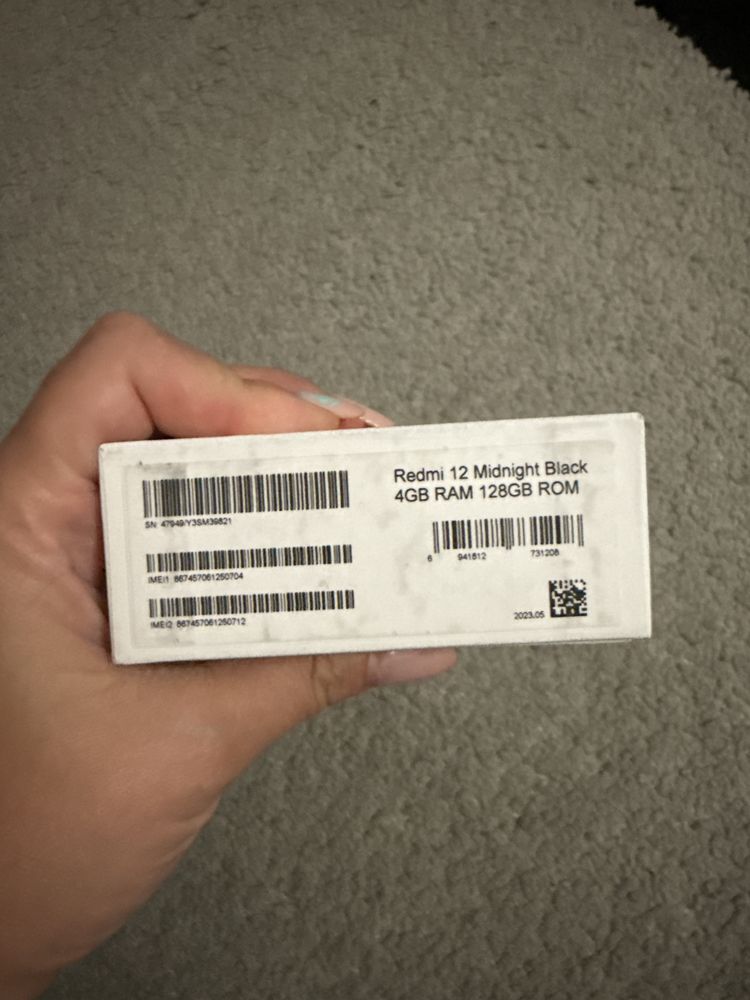 SN: 47949/Y3SM39821
IMEI1 867457061250704
IMEI2 867457061250712
Redmi 12 Midnight Black
4GB RAM 128GB ROM
6 941812 731208
2023.05